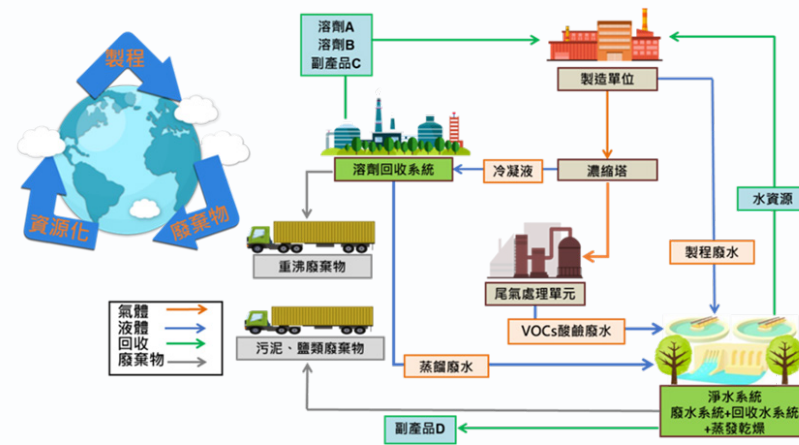 製程
廢棄物
資源化
溶劑A
溶劑B
副產品C
製造單位
溶劑回收系統
冷凝液
濃縮塔
水資源
重沸廢棄物
尾氣處理單元
製程廢水
氣體
液體
回收
廢棄物
污泥、鹽類廢棄物
VOCs酸鹼廢水
蒸餾廢水
淨水系統
廢水系統+回收水系統
+蒸發乾燥
副產品D